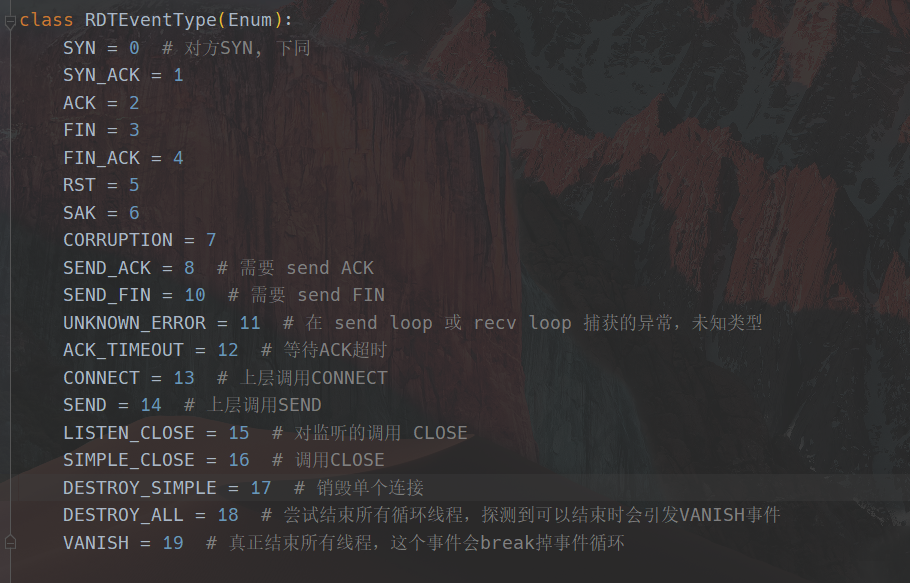 class RDTEventType(Enum):
    SYN = 0  # 对方SYN, 下同
    SYN_ACK = 1
    ACK = 2
    FIN = 3
    FIN_ACK = 4
    RST = 5
    SAK = 6
    CORRUPTION = 7
    SEND_ACK = 8  # 需要 send ACK
    SEND_FIN = 10  # 需要 send FIN
    UNKNOWN_ERROR = 11  # 在 send loop 或 recv loop 捕获的异常，未知类型
    ACK_TIMEOUT = 12  # 等待ACK超时
    CONNECT = 13  # 上层调用CONNECT
    SEND = 14  # 上层调用SEND
    LISTEN_CLOSE = 15  # 对监听的调用 CLOSE
    SIMPLE_CLOSE = 16  # 调用CLOSE
    DESTROY_SIMPLE = 17  # 销毁单个连接
    DESTROY_ALL = 18  # 尝试结束所有循环线程，探测到可以结束时会引发VANISH事件
    VANISH = 19  # 真正结束所有线程，这个事件会break掉事件循环